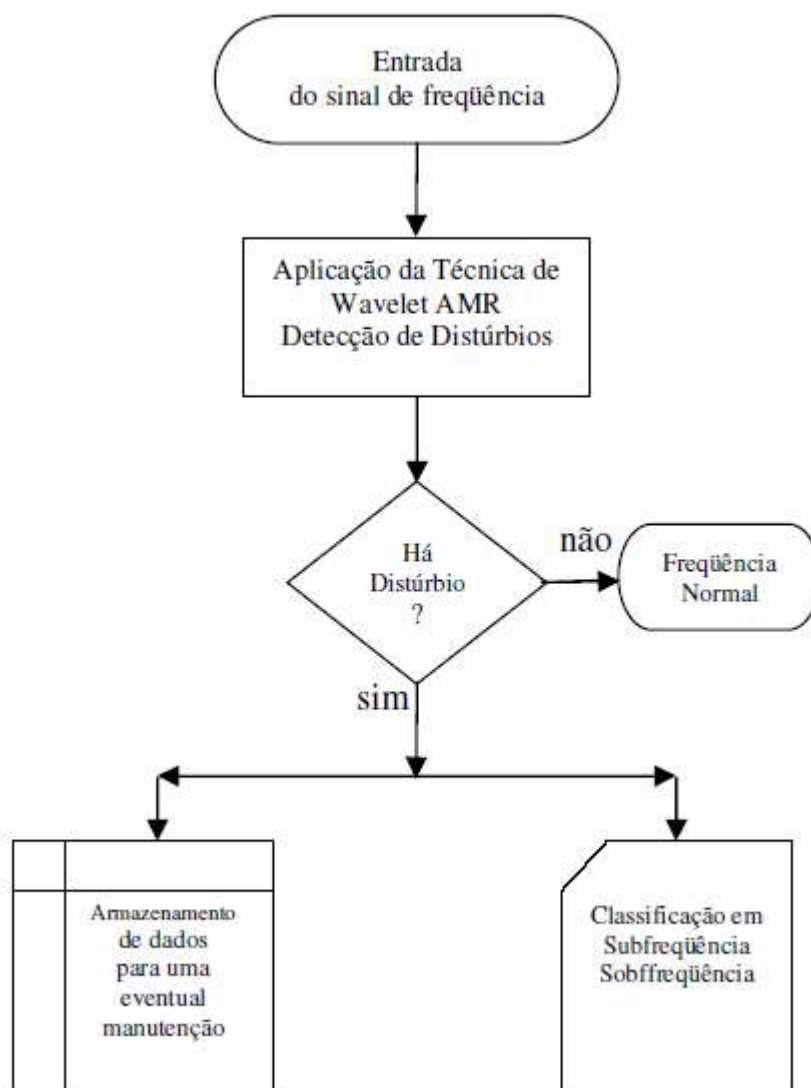 Entrada
do sinal de freqüência
Aplicação da Técnica de
Wavelet AMR
Detecção de Distúrbios
Há
Distúrbio
?
não
Freqüência
Normal
sim
Armazenamento
de dados
para uma
eventual
manutenção
Classificação em
Subfreqüência
Sobffreqüência